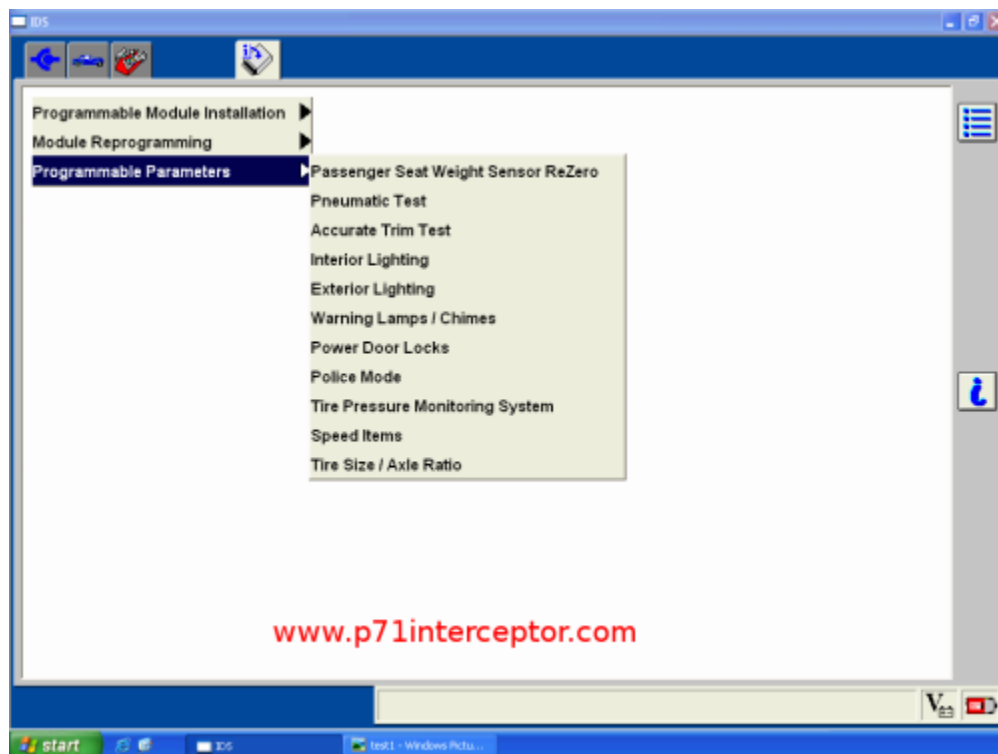 IDS
Programmable Module Installation
Module Reprogramming
Programmable Parameters
Passenger Seat Weight Sensor ReZero
Pneumatic Test
Accurate Trim Test
Interior Lighting
Exterior Lighting
Warning Lamps / Chimes
Power Door Locks
Police Mode
Tire Pressure Monitoring System
Speed Items
Tire Size / Axle Ratio
www.p71interceptor.com
start
IDS
test1 - Windows Pictu...